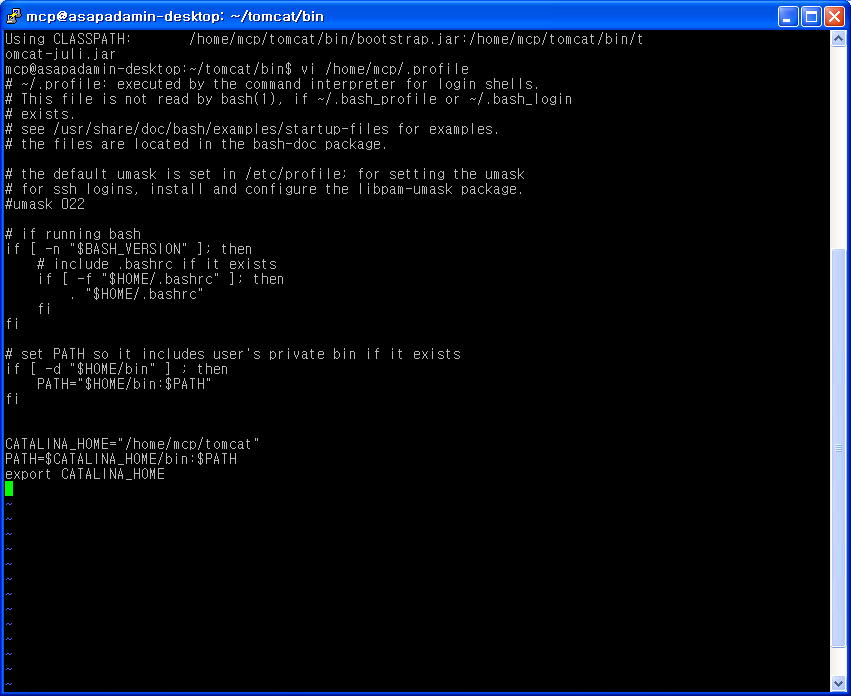 mcp@asapadamin-desktop: ~/tomcat/bin
Using CLASSPATH:       /home/mcp/tomcat/bin/bootstrap.jar:/home/mcp/tomcat/bin/t
omcat-juli.jar
mcp@asapadamin-desktop:~/tomcat/bin$ vi /home/mcp/.profile
# ~/.profile: executed by the command interpreter for login shells.
# This file is not read by bash(1), if ~/.bash_profile or ~/.bash_login
# exists.
# see /usr/share/doc/bash/examples/startup-files for examples.
# the files are located in the bash-doc package.

# the default umask is set in /etc/profile; for setting the umask
# for ssh logins, install and configure the libpam-umask package.
#umask 022

# if running bash
if [ -n "$BASH_VERSION" ]; then
    # include .bashrc if it exists
    if [ -f "$HOME/.bashrc" ]; then
        . "$HOME/.bashrc"
    fi
fi

# set PATH so it includes user's private bin if it exists
if [ -d "$HOME/bin" ] ; then
    PATH="$HOME/bin:$PATH"
fi


CATALINA_HOME="/home/mcp/tomcat"
PATH=$CATALINA_HOME/bin:$PATH
export CATALINA_HOME

~
~
~
~
~
~
~
~
~
~
~
~
~